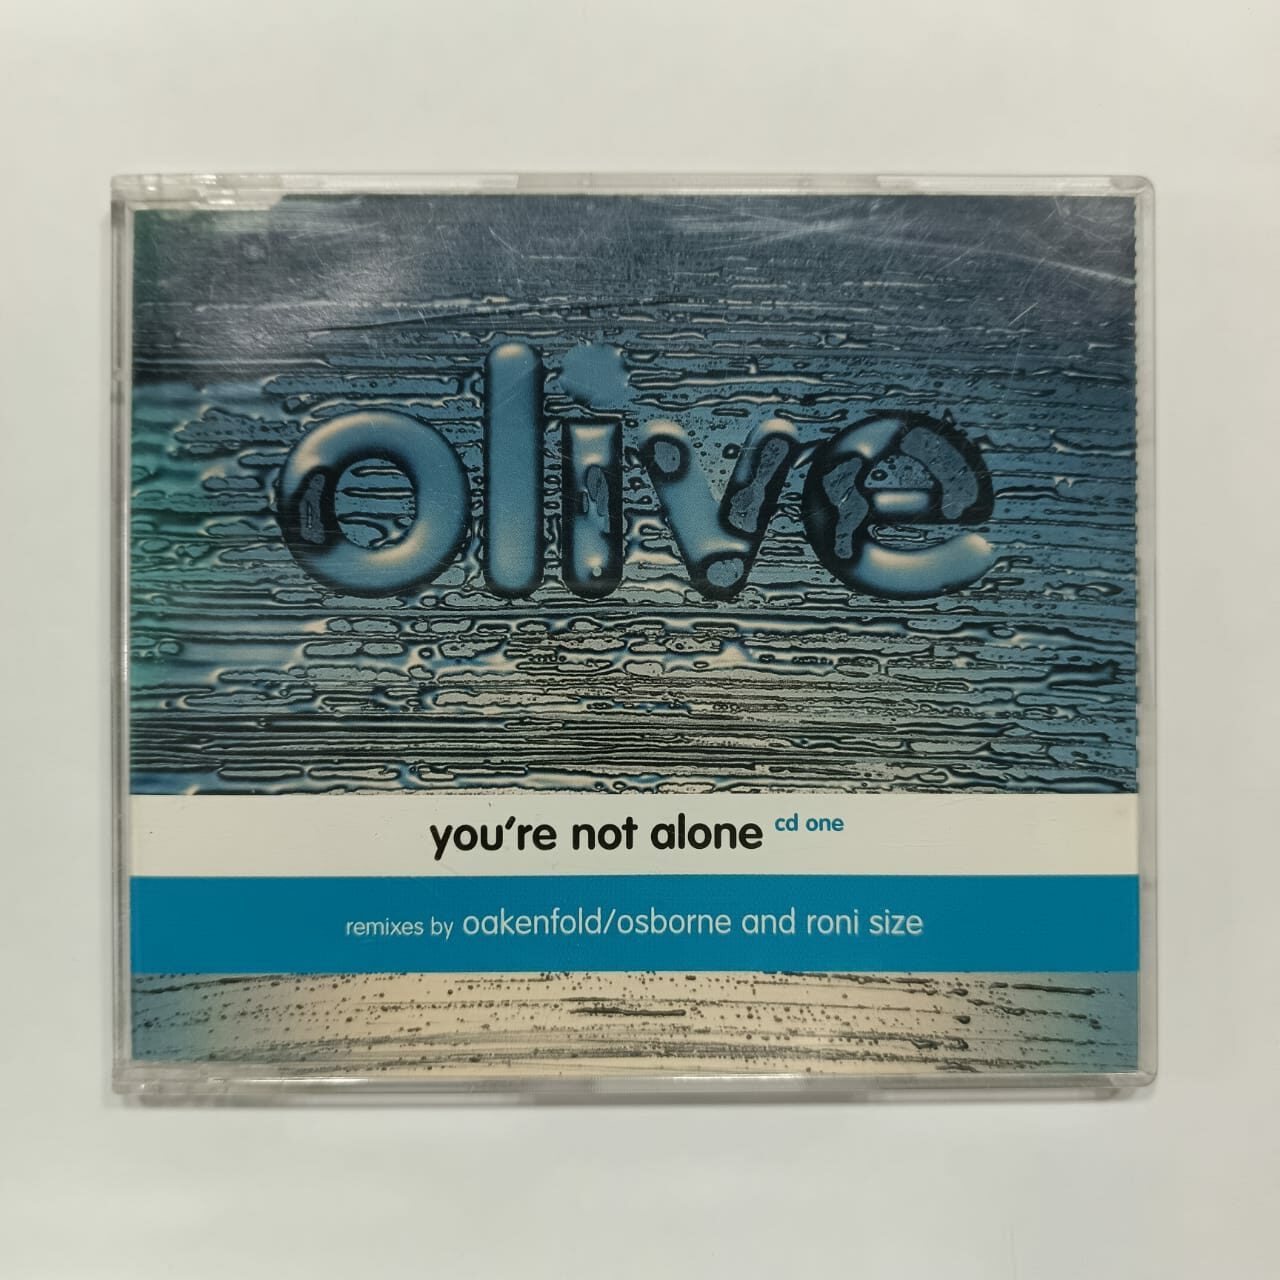 olive
you're not alone cd one
remixes by oakenfold/osborne and roni size